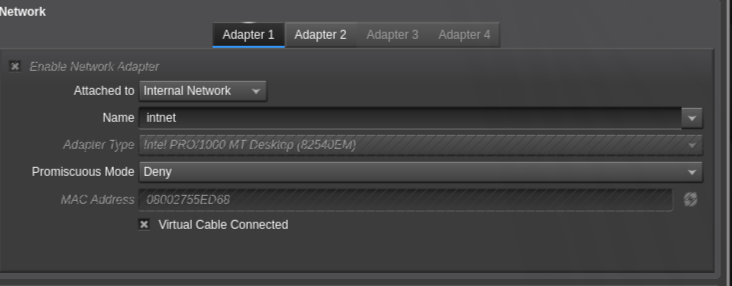 Network
Adapter 1 Adapter 2 Adapter 3 Adapter 4
Enable Network Adapter
Attached to Internal Network
Name intnet
Adapter Type Intel PRO/1000 MT Desktop (82540EM)
Promiscuous Mode Deny
MAC Address 08002755ED68
Virtual Cable Connected